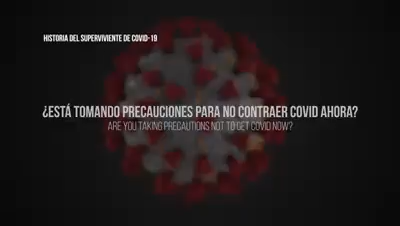 HISTORIA DEL SUPERVIVIENTE DE COVID-19
¿ESTÁ TOMANDO PRECAUCIONES PARA NO CONTRAER COVID AHORA?
ARE YOU TAKING PRECAUTIONS NOT TO GET COVID NOW?